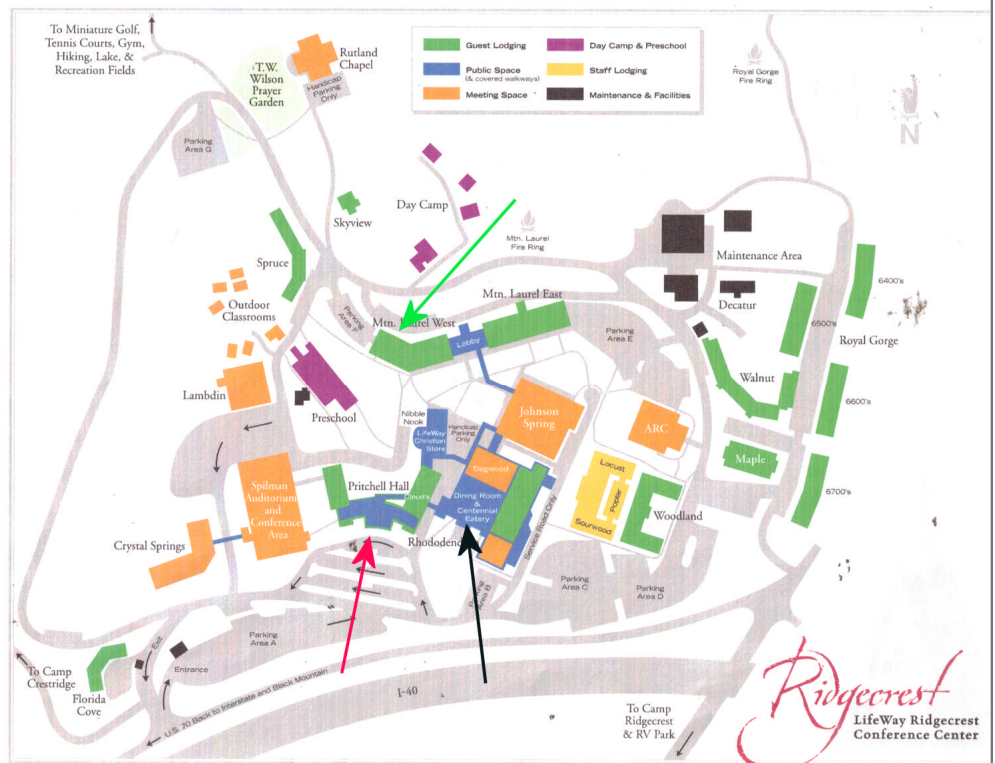 To Miniature Golf,
Tennis Courts, Gym,
Hiking, Lake, &
Recreation Fields
T.W.
Wilson
Prayer
Garden
Rutland
Chapel
Handicap
Parking
Only
Guest Lodging
Public Space
(& covered walkways)
Meeting Space
Day Camp & Preschool
Staff Lodging
Maintenance & Facilities
Royal Gorge
Fire Ring
N
Parking
Area G
Skyview
Day Camp
Mtn. Laurel
Fire Ring
Maintenance Area
Spruce
Decatur
6400's
Outdoor
Classrooms
Parking
Area F
Mtn. Laurel West
Mtn. Laurel East
Lobby
Parking
Area E
6500's
Royal Gorge
Walnut
6600's
Lambdin
Preschool
Nibble
Nook
LifeWay
Christian
Store
Handicap
Parking
Only
Johnson
Spring
ARC
Maple
Dogwood
Locust
Poplar
Sourwood
Woodland
6700's
Spilman
Auditorium
and
Conference
Area
Pritchell Hall
Cloud's
Dining Room
&
Centennial
Eatery
Service Road Only
Crystal Springs
Parking
Area B
Parking
Area C
Parking
Area D
Parking
Area A
Exit
Entrance
To Camp
Crestridge
Florida
Cove
U.S. 70 Back to Interstate and Black Mountain
I-40
To Camp
Ridgecrest
& RV Park
Ridgecrest
LifeWay Ridgecrest
Conference Center